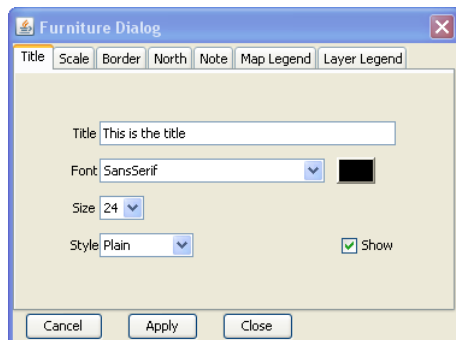 Furniture Dialog
Title Scale Border North Note Map Legend Layer Legend
Title This is the title
Font SansSerif
Size 24
Style Plain Show
Cancel Apply Close